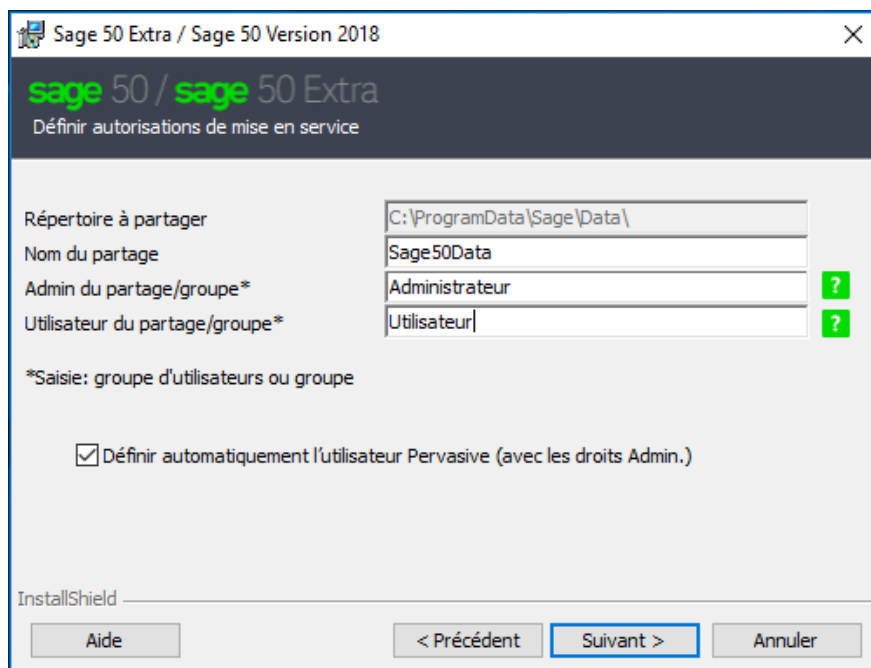 Sage 50 Extra / Sage 50 Version 2018
sage 50 / sage 50 Extra
Définir autorisations de mise en service
Répertoire à partager C:\ProgramData\Sage\Data\
Nom du partage Sage50Data
Admin du partage/groupe* Administrateur ?
Utilisateur du partage/groupe* Utilisateur ?
*Saisie: groupe d'utilisateurs ou groupe
Définir automatiquement l'utilisateur Pervasive (avec les droits Admin.)
InstallShield
Aide < Précédent Suivant > Annuler